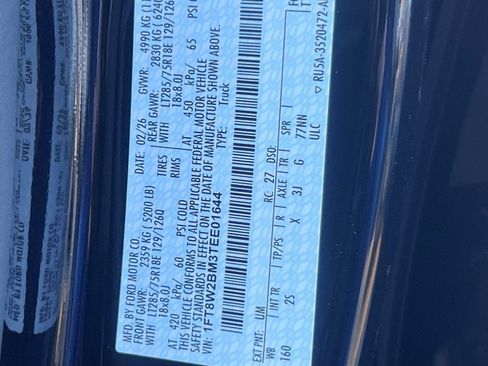 MFD. BY FORD MOTOR CO.
DATE: 02/26 GVWR: 4990 KG
FRONT GAWR: 2359 KG ( 5200 LB) REAR GAWR: 2830 KG
WITH LT285/75R18E 129/126Q TIRES WITH LT285/75R18E 129/126
18x8.0J RIMS 18x8.0J
AT 420 kPa/ 60 PSI COLD AT 450 kPa/ 65 PSI
THIS VEHICLE CONFORMS TO ALL APPLICABLE FEDERAL MOTOR VEHICLE
SAFETY STANDARDS IN EFFECT ON THE DATE OF MANUFACTURE SHOWN ABOVE.
VIN: 1FT8W2BM3TEE01644 TYPE: Truck
EXT PNT: UM RC: 27 DSO:
WB TP/PS R AXLE TR SPR
160 2S X 3J G 77NN
ULC
RU5A-3520472-A